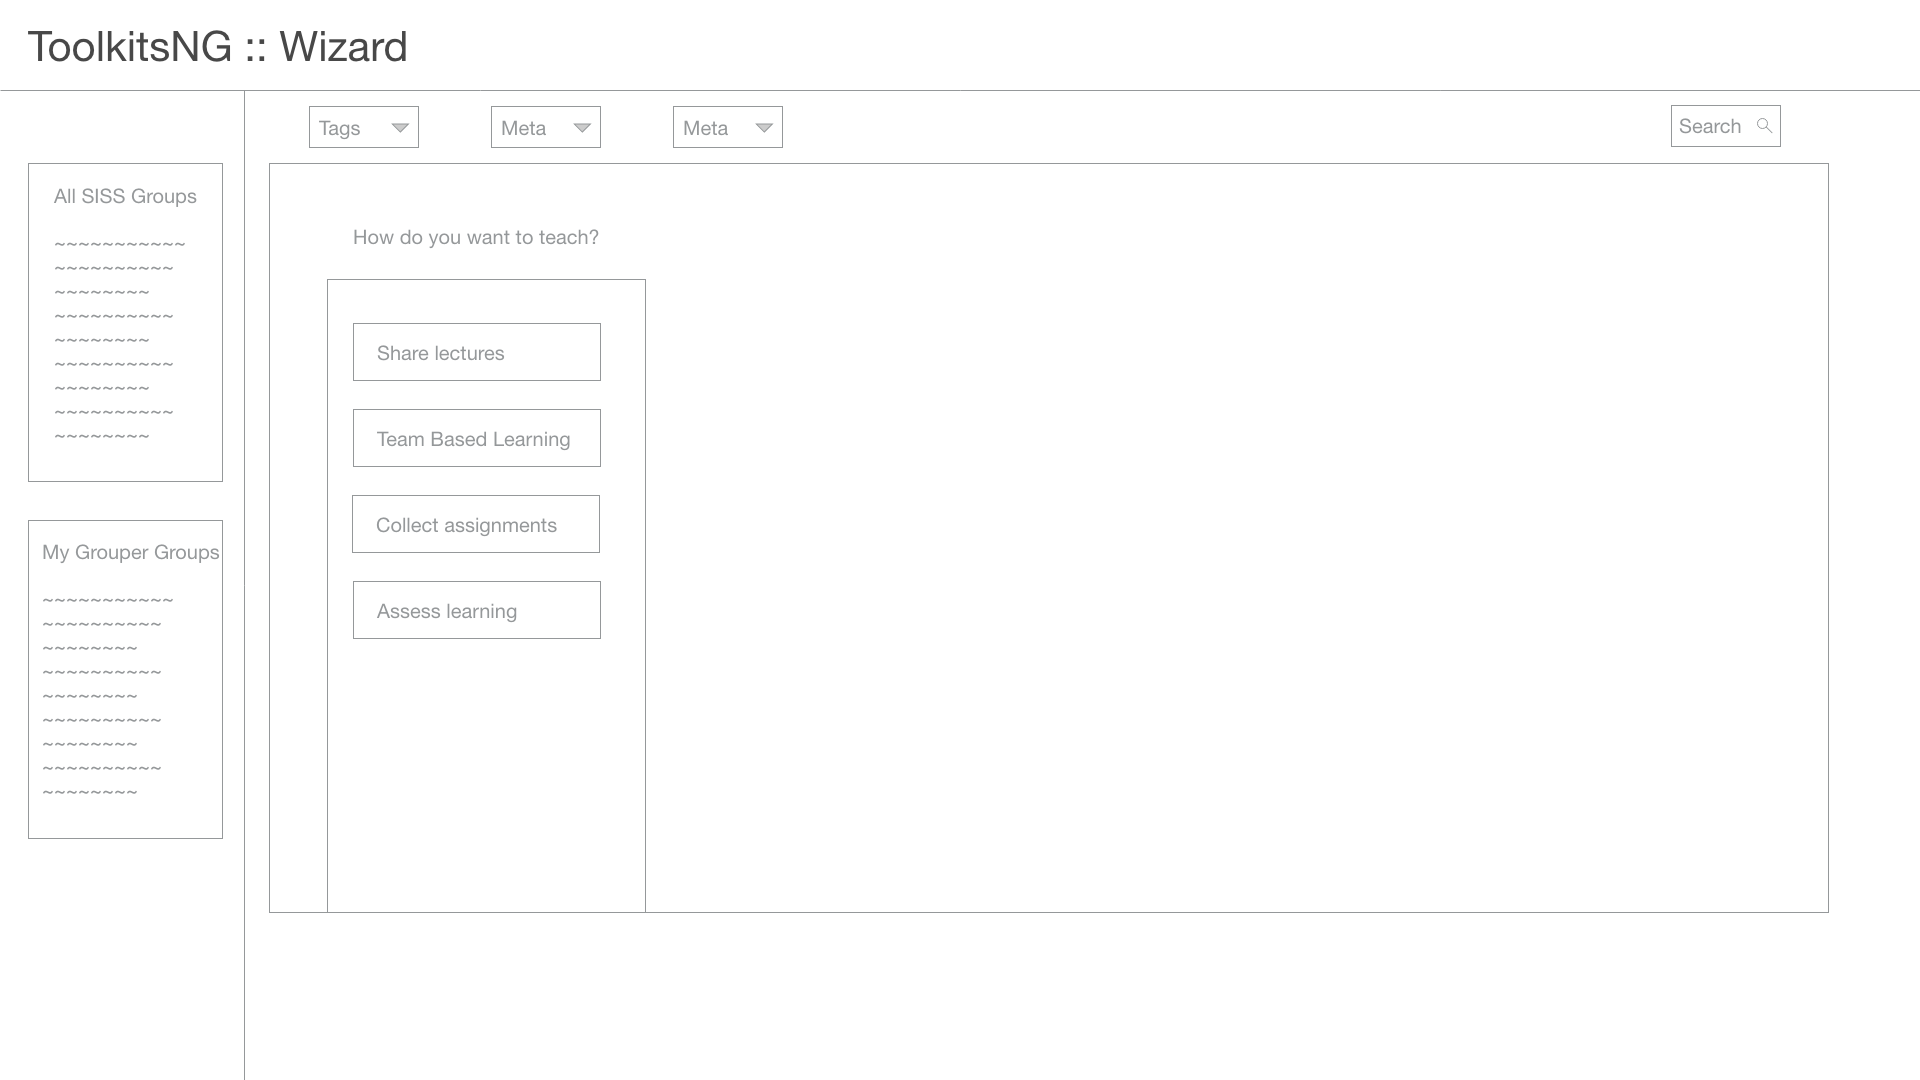 ToolkitsNG :: Wizard
Tags
Meta
Meta
Search
All SISS Groups
~~~~~~~~~~~
~~~~~~~~~~
~~~~~~~~
~~~~~~~~~~
~~~~~~~~
~~~~~~~~~~
~~~~~~~~
~~~~~~~~~~
~~~~~~~~
My Grouper Groups
~~~~~~~~~~~
~~~~~~~~~~
~~~~~~~~
~~~~~~~~~~
~~~~~~~~
~~~~~~~~~~
~~~~~~~~
~~~~~~~~~~
~~~~~~~~
How do you want to teach?
Share lectures
Team Based Learning
Collect assignments
Assess learning